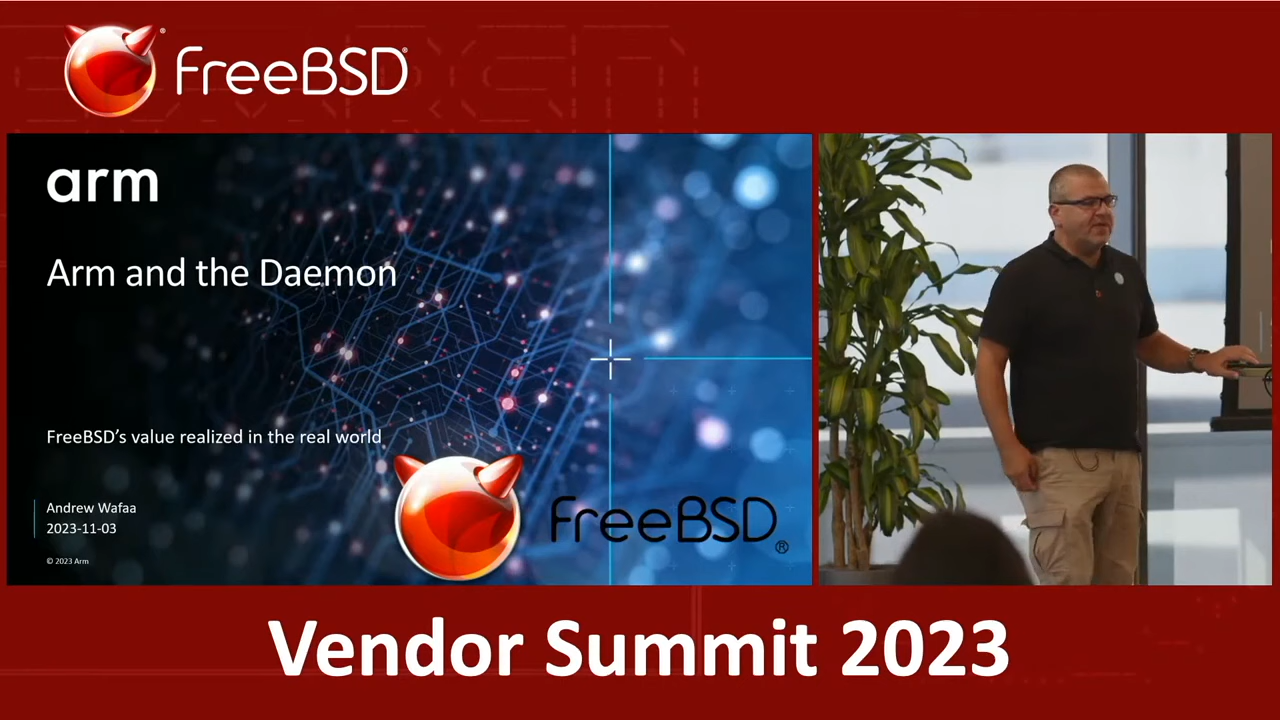 FreeBSD®
arm
Arm and the Daemon
FreeBSD's value realized in the real world
Andrew Wafaa
2023-11-03
© 2023 Arm
FreeBSD®
Vendor Summit 2023